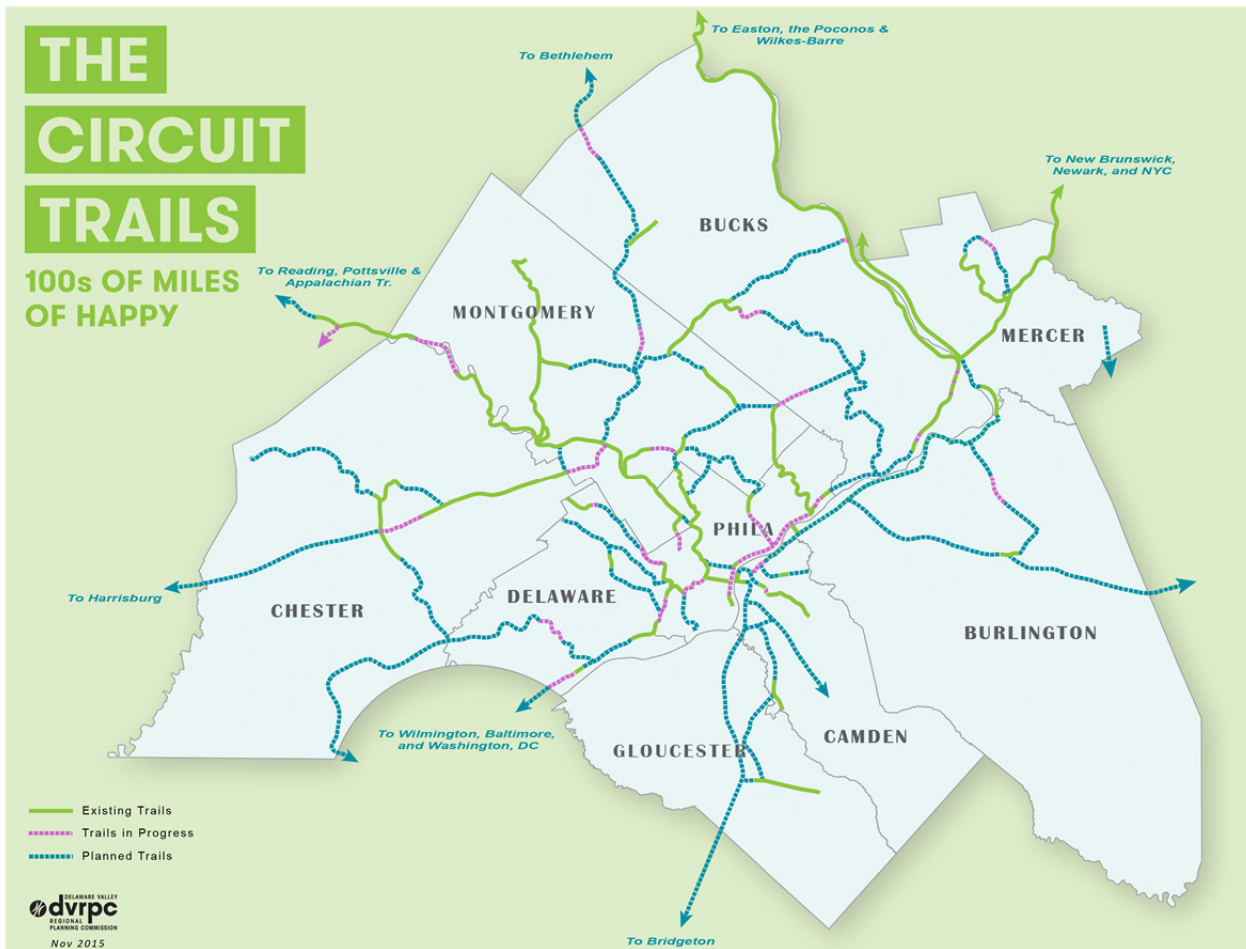 THE
CIRCUIT
TRAILS
100s OF MILES
OF HAPPY
To Easton, the Poconos &
Wilkes-Barre
To Bethlehem
To New Brunswick,
Newark, and NYC
BUCKS
To Reading, Pottsville &
Appalachian Tr.
MONTGOMERY
MERCER
PHILA
To Harrisburg
CHESTER
DELAWARE
BURLINGTON
To Wilmington, Baltimore,
and Washington, DC
GLOUCESTER
CAMDEN
Existing Trails
Trails in Progress
Planned Trails
DELAWARE VALLEY
dvrpc
REGIONAL
PLANNING COMMISSION
Nov 2015
To Bridgeton